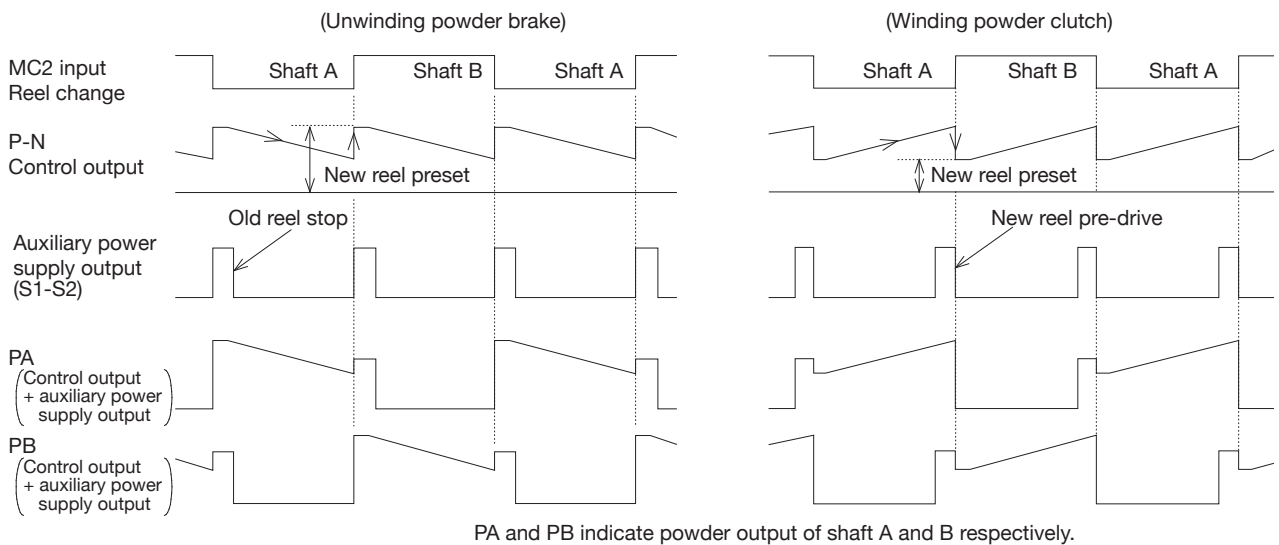 (Unwinding powder brake)
(Winding powder clutch)
MC2 input
Reel change
Shaft A
Shaft B
Shaft A
Shaft A
Shaft B
Shaft A
P-N
Control output
New reel preset
New reel preset
Old reel stop
New reel pre-drive
Auxiliary power
supply output
(S1-S2)
PA
(Control output
+ auxiliary power
supply output)
PB
(Control output
+ auxiliary power
supply output)
PA and PB indicate powder output of shaft A and B respectively.